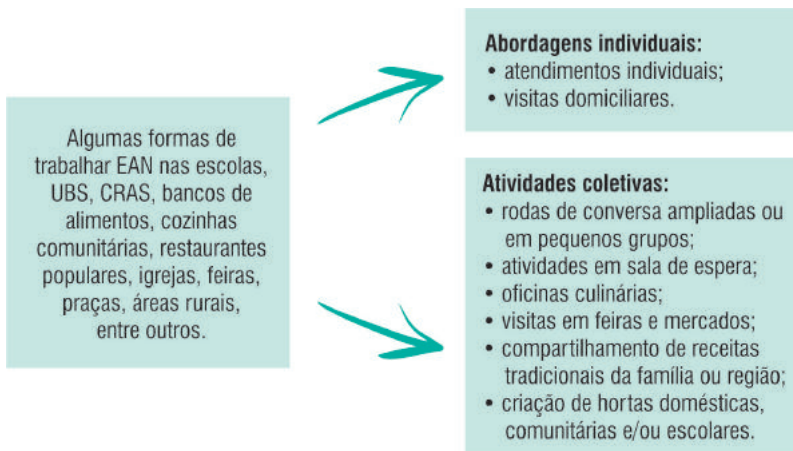 Algumas formas de
trabalhar EAN nas escolas,
UBS, CRAS, bancos de
alimentos, cozinhas
comunitárias, restaurantes
populares, igrejas, feiras,
praças, áreas rurais,
entre outros.
Abordagens individuais:
• atendimentos individuais;
• visitas domiciliares.
Atividades coletivas:
• rodas de conversa ampliadas ou
em pequenos grupos;
• atividades em sala de espera;
• oficinas culinárias;
• visitas em feiras e mercados;
• compartilhamento de receitas
tradicionais da família ou região;
• criação de hortas domésticas,
comunitárias e/ou escolares.